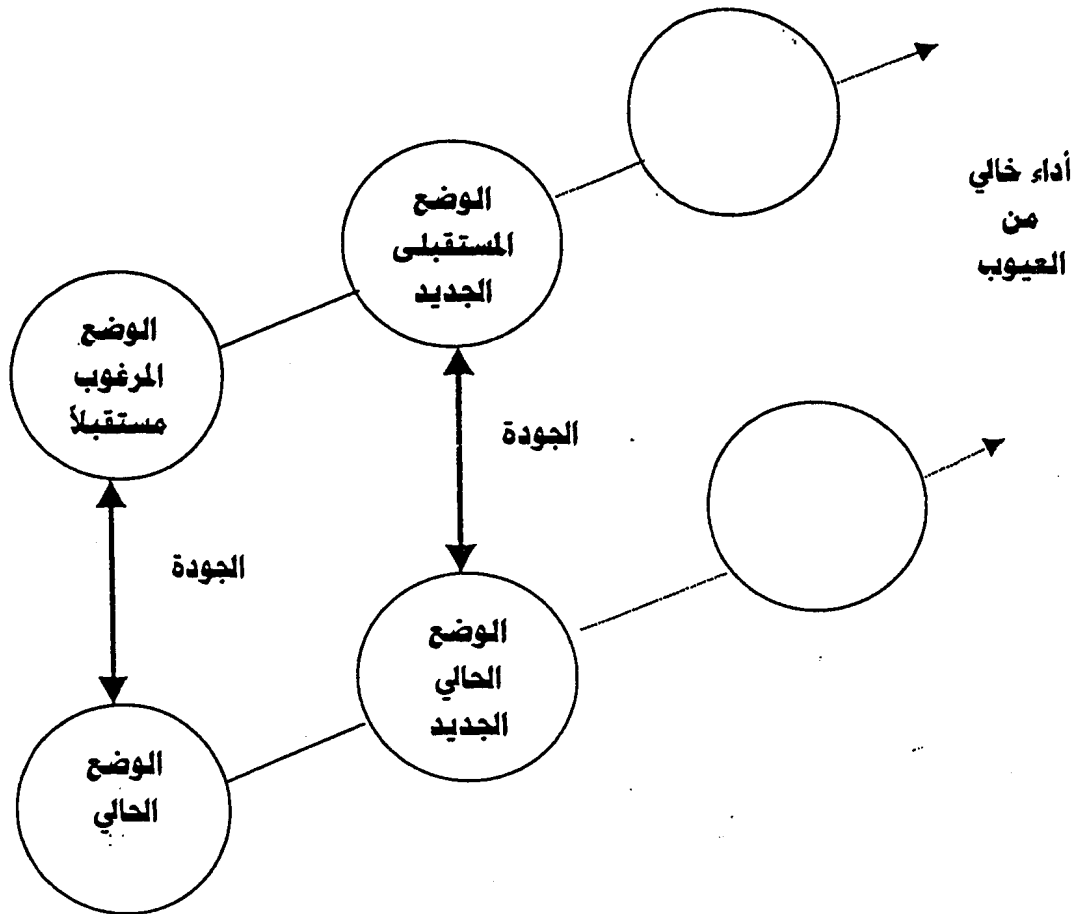 أداء خالي
من
العيوب
الوضع
المستقبلى
الجديد
الوضع
المرغوب
مستقبلاً
الجودة
الجودة
الوضع
الحالي
الجديد
الوضع
الحالي